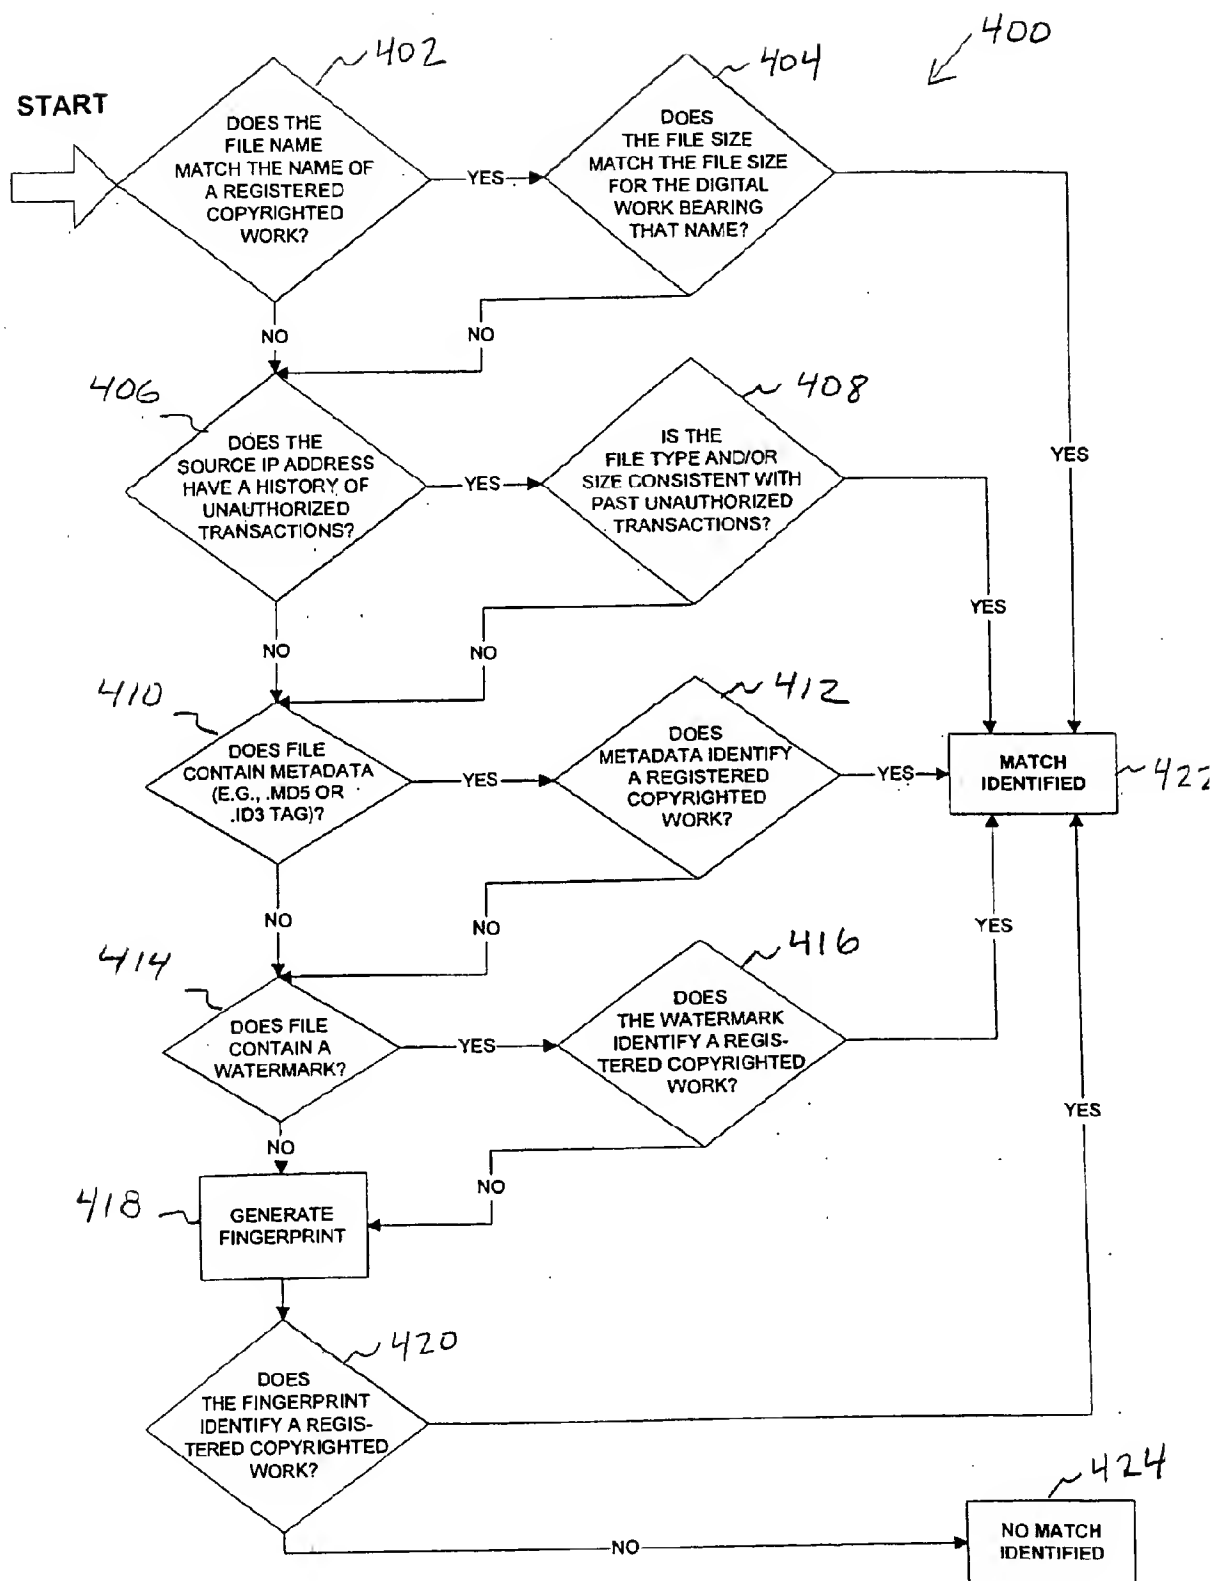 400
402
404
START
DOES THE
FILE NAME
MATCH THE NAME OF
A REGISTERED
COPYRIGHTED
WORK?
YES
DOES
THE FILE SIZE
MATCH THE FILE SIZE
FOR THE DIGITAL
WORK BEARING
THAT NAME?
NO
NO
YES
406
408
DOES THE
SOURCE IP ADDRESS
HAVE A HISTORY OF
UNAUTHORIZED
TRANSACTIONS?
YES
IS THE
FILE TYPE AND/OR
SIZE CONSISTENT WITH
PAST UNAUTHORIZED
TRANSACTIONS?
YES
NO
NO
410
412
DOES FILE
CONTAIN METADATA
(E.G., .MD5 OR
.ID3 TAG)?
YES
DOES
METADATA IDENTIFY
A REGISTERED
COPYRIGHTED
WORK?
YES
MATCH
IDENTIFIED
422
NO
NO
YES
414
416
DOES FILE
CONTAIN A
WATERMARK?
YES
DOES
THE WATERMARK
IDENTIFY A REGIS-
TERED COPYRIGHTED
WORK?
YES
NO
NO
418
GENERATE
FINGERPRINT
420
DOES
THE FINGERPRINT
IDENTIFY A REGIS-
TERED COPYRIGHTED
WORK?
424
NO
NO MATCH
IDENTIFIED